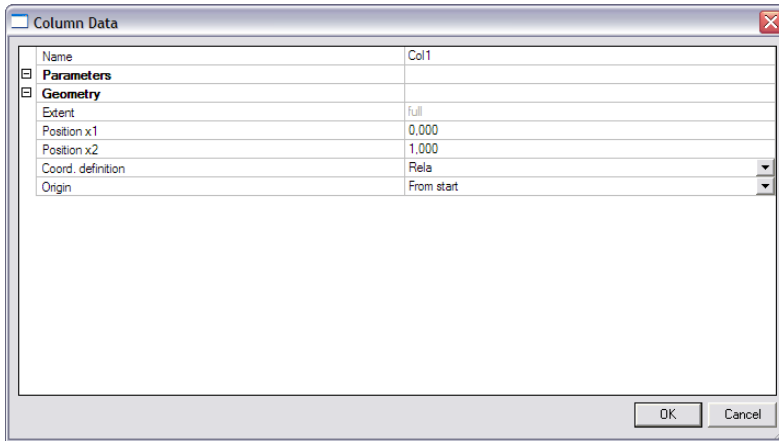 Column Data
Name Col1
Parameters
Geometry
Extent full
Position x1 0,000
Position x2 1,000
Coord. definition Rela
Origin From start
OK Cancel